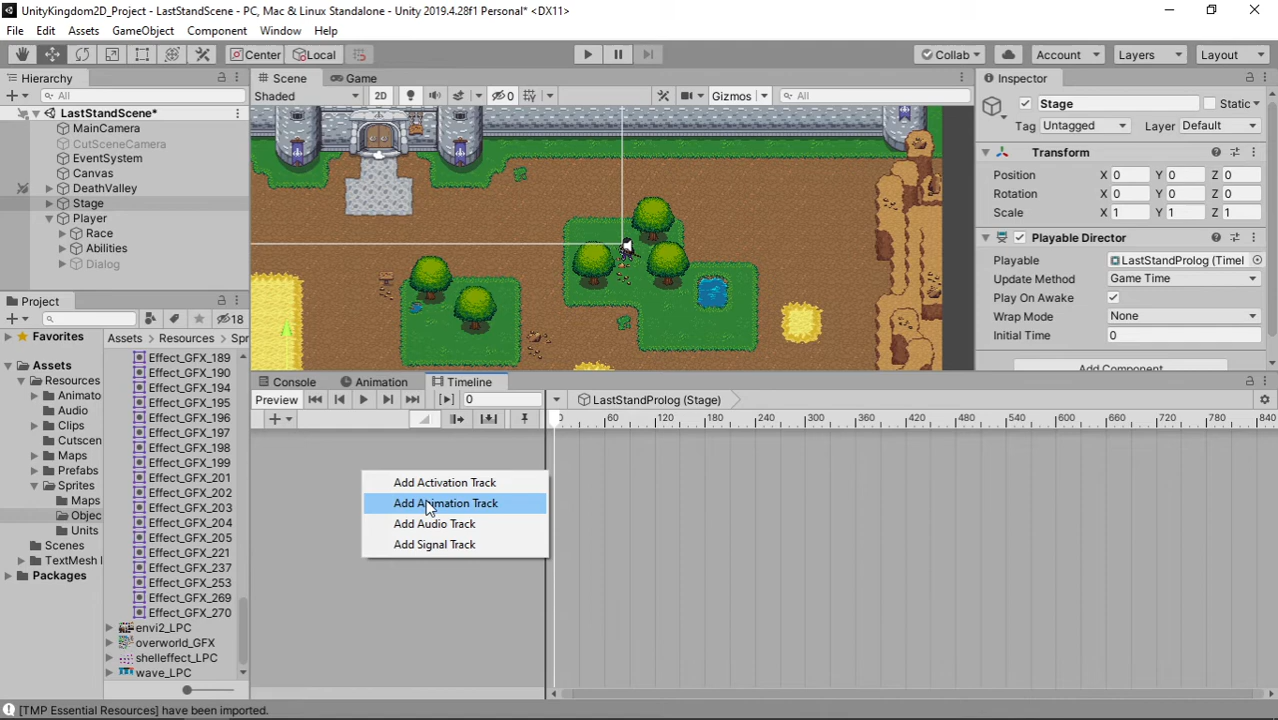 UnityKingdom2D_Project - LastStandScene - PC, Mac & Linux Standalone - Unity 2019.4.28f1 Personal* <DX11>
File Edit Assets GameObject Component Window Help
Center Local Collab Account Layers Layout
Hierarchy
All
LastStandScene*
MainCamera
CutSceneCamera
EventSystem
Canvas
DeathValley
Stage
Player
Race
Abilities
Dialog
Scene Game
Shaded 2D 0 Gizmos All
Inspector
Stage Static
Tag Untagged Layer Default
Transform
Position X 0 Y 0 Z 0
Rotation X 0 Y 0 Z 0
Scale X 1 Y 1 Z 1
Playable Director
Playable LastStandProlog (Timel
Update Method Game Time
Play On Awake
Wrap Mode None
Initial Time 0
Add Component
Project
18
Favorites
Assets
Resources
Animato
Audio
Clips
Cutscen
Maps
Prefabs
Sprites
Maps
Objec
Units
Scenes
TextMesh
Packages
Assets Resources Spr
Effect_GFX_189
Effect_GFX_190
Effect_GFX_194
Effect_GFX_195
Effect_GFX_196
Effect_GFX_197
Effect_GFX_198
Effect_GFX_199
Effect_GFX_201
Effect_GFX_202
Effect_GFX_203
Effect_GFX_204
Effect_GFX_205
Effect_GFX_221
Effect_GFX_237
Effect_GFX_253
Effect_GFX_269
Effect_GFX_270
envi2_LPC
overworld_GFX
shelleffect_LPC
wave_LPC
Console Animation Timeline
Preview 0 LastStandProlog (Stage)
0 60 120 180 240 300 360 420 480 540 600 660 720 780 840
Add Activation Track
Add Animation Track
Add Audio Track
Add Signal Track
[TMP Essential Resources] have been imported.